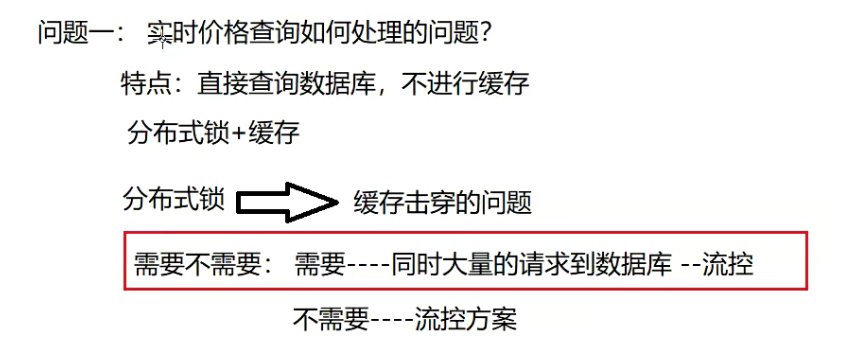 问题一： 实时价格查询如何处理的问题？
特点：直接查询数据库，不进行缓存
分布式锁+缓存
分布式锁 缓存击穿的问题
需要不需要： 需要----同时大量的请求到数据库 --流控
不需要----流控方案